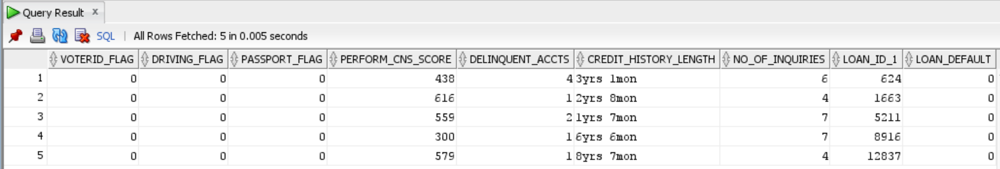 Query Result x
SQL | All Rows Fetched: 5 in 0.005 seconds
VOTERID_FLAG DRIVING_FLAG PASSPORT_FLAG PERFORM_CNS_SCORE DELINQUENT_ACCTS CREDIT_HISTORY_LENGTH NO_OF_INQUIRIES LOAN_ID_1 LOAN_DEFAULT
1 0 0 0 438 4 3yrs 1mon 6 624 0
2 0 0 0 616 1 2yrs 8mon 4 1663 0
3 0 0 0 559 2 1yrs 7mon 7 5211 0
4 0 0 0 300 1 6yrs 6mon 7 8916 0
5 0 0 0 579 1 8yrs 7mon 4 12837 0